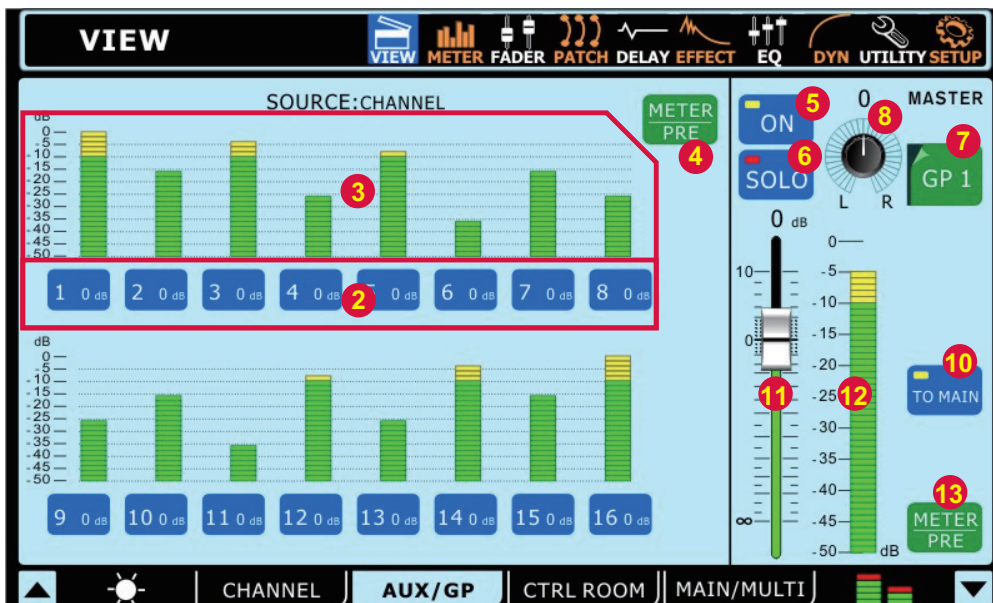 VIEW
VIEW METER FADER PATCH DELAY EFFECT EQ DYN UTILITY SETUP
SOURCE:CHANNEL
dB
0
-5
-10
-15
-20
-25
-30
-35
-40
-45
-50
3
METER
PRE
4
1 0 dB
2 0 dB
3 0 dB
4 0 dB
2
0 dB
6 0 dB
7 0 dB
8 0 dB
dB
0
-5
-10
-15
-20
-25
-30
-35
-40
-45
-50
9 0 dB
10 0 dB
11 0 dB
12 0 dB
13 0 dB
14 0 dB
15 0 dB
16 0 dB
ON
5
SOLO
6
0
8
L R
MASTER
7
GP 1
0 dB
10
0
∞
11
0
-5
-10
-15
-20
-25
-30
-35
-40
-45
-50 dB
12
10
TO MAIN
13
METER
PRE
CHANNEL
AUX/GP
CTRL ROOM
MAIN/MULTI